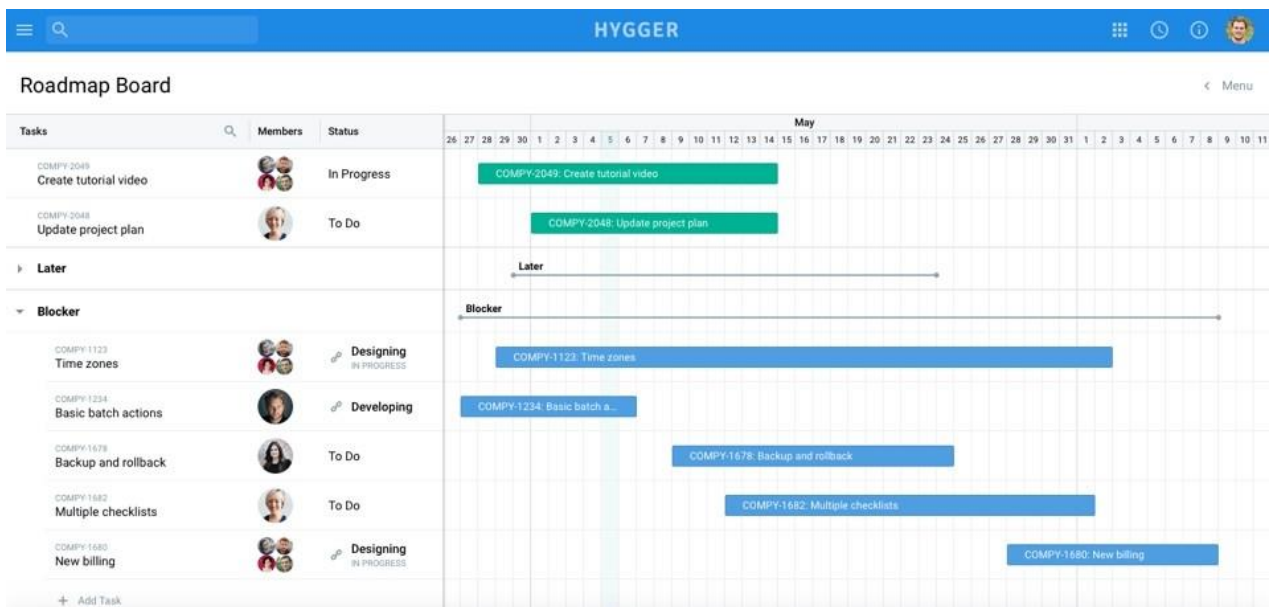 HYGGER
Roadmap Board
Menu
Tasks Members Status
May
26 27 28 29 30 1 2 3 4 5 6 7 8 9 10 11 12 13 14 15 16 17 18 19 20 21 22 23 24 25 26 27 28 29 30 31 1 2 3 4 5 6 7 8 9 10 11
COMPY-2049
Create tutorial video
In Progress
COMPY-2049: Create tutorial video
COMPY-2048
Update project plan
To Do
COMPY-2048: Update project plan
Later
Later
Blocker
Blocker
COMPY-1123
Time zones
Designing
IN PROGRESS
COMPY-1123: Time zones
COMPY-1234
Basic batch actions
Developing
COMPY-1234: Basic batch a...
COMPY-1678
Backup and rollback
To Do
COMPY-1678: Backup and rollback
COMPY-1682
Multiple checklists
To Do
COMPY-1682: Multiple checklists
COMPY-1680
New billing
Designing
IN PROGRESS
COMPY-1680: New billing
+ Add Task